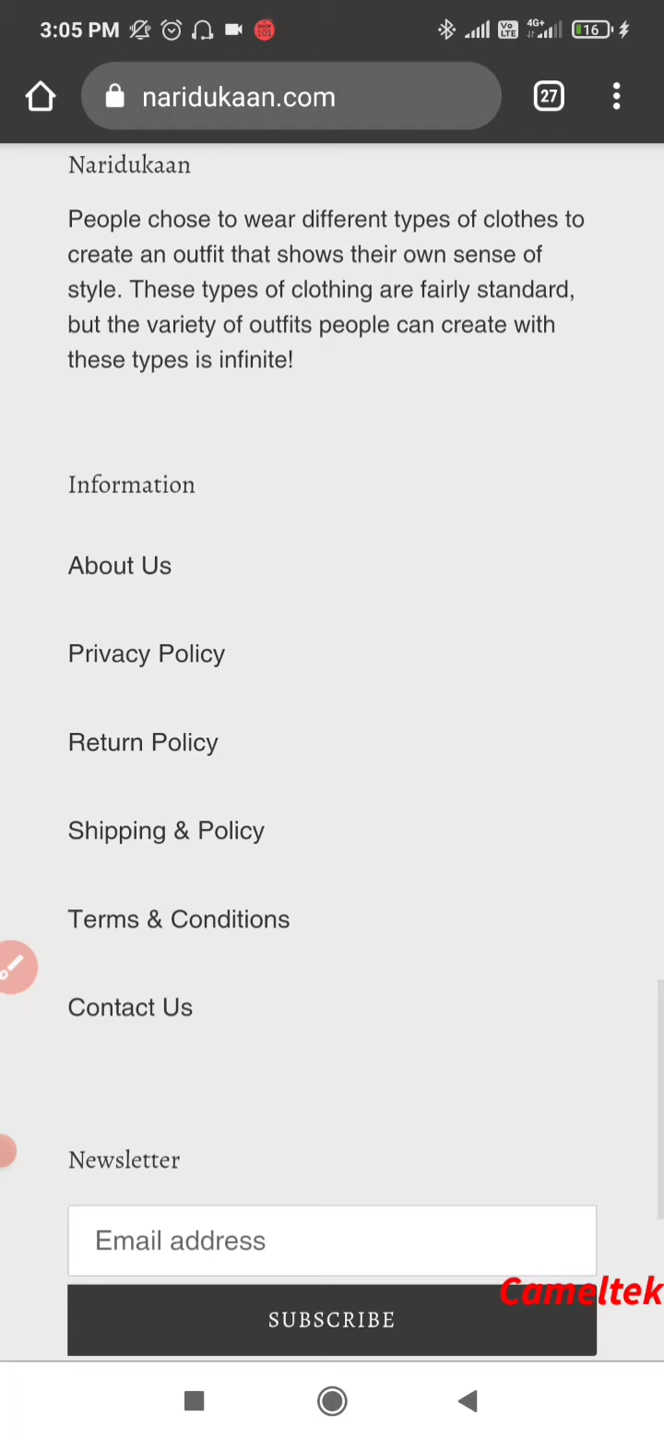 3:05 PM
Vo
LTE
4G+
16
naridukaan.com
27
Naridukaan
People chose to wear different types of clothes to
create an outfit that shows their own sense of
style. These types of clothing are fairly standard,
but the variety of outfits people can create with
these types is infinite!
Information
About Us
Privacy Policy
Return Policy
Shipping & Policy
Terms & Conditions
Contact Us
Newsletter
Email address
Cameltek
SUBSCRIBE